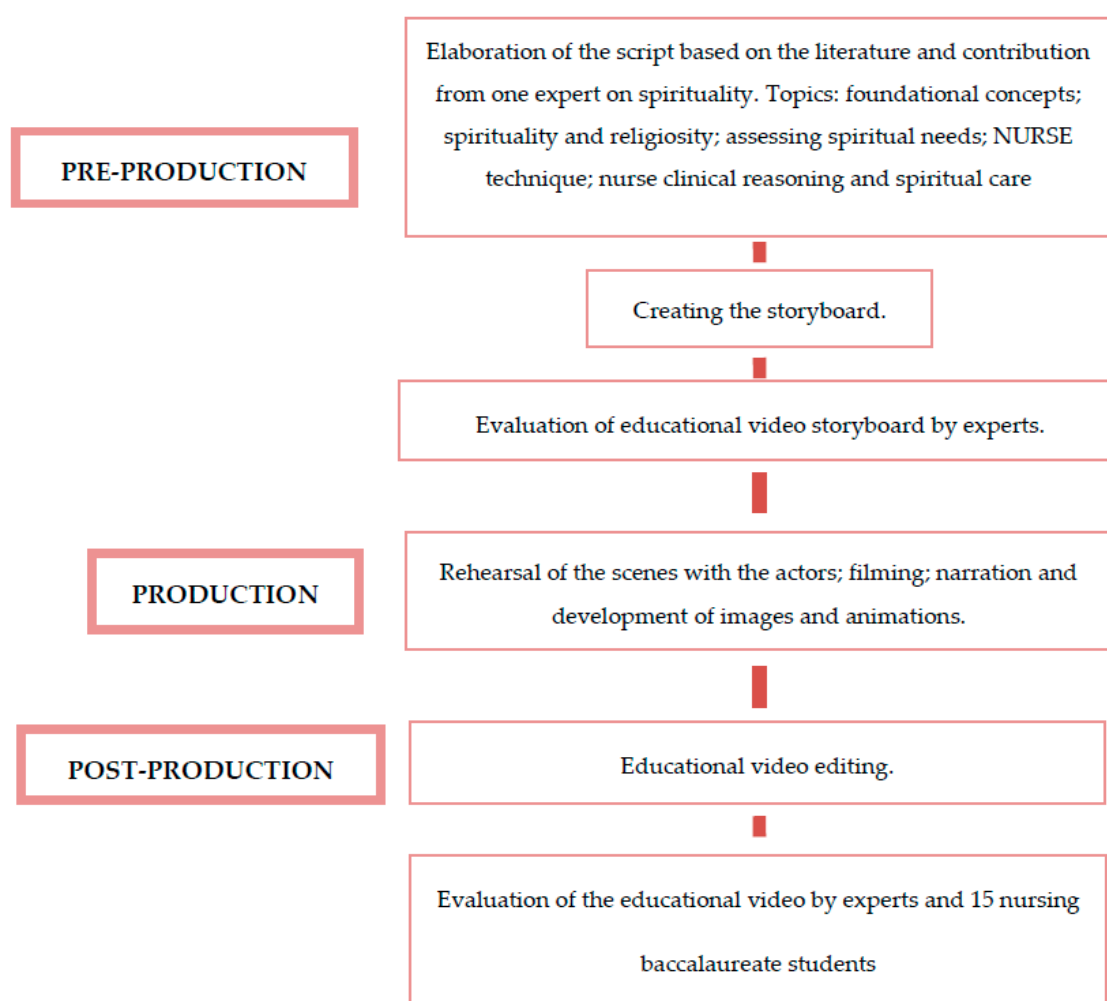 Elaboration of the script based on the literature and contribution
from one expert on spirituality. Topics: foundational concepts;
spirituality and religiosity; assessing spiritual needs; NURSE
technique; nurse clinical reasoning and spiritual care
PRE-PRODUCTION
Creating the storyboard.
Evaluation of educational video storyboard by experts.
PRODUCTION
Rehearsal of the scenes with the actors; filming; narration and
development of images and animations.
POST-PRODUCTION
Educational video editing.
Evaluation of the educational video by experts and 15 nursing
baccalaureate students